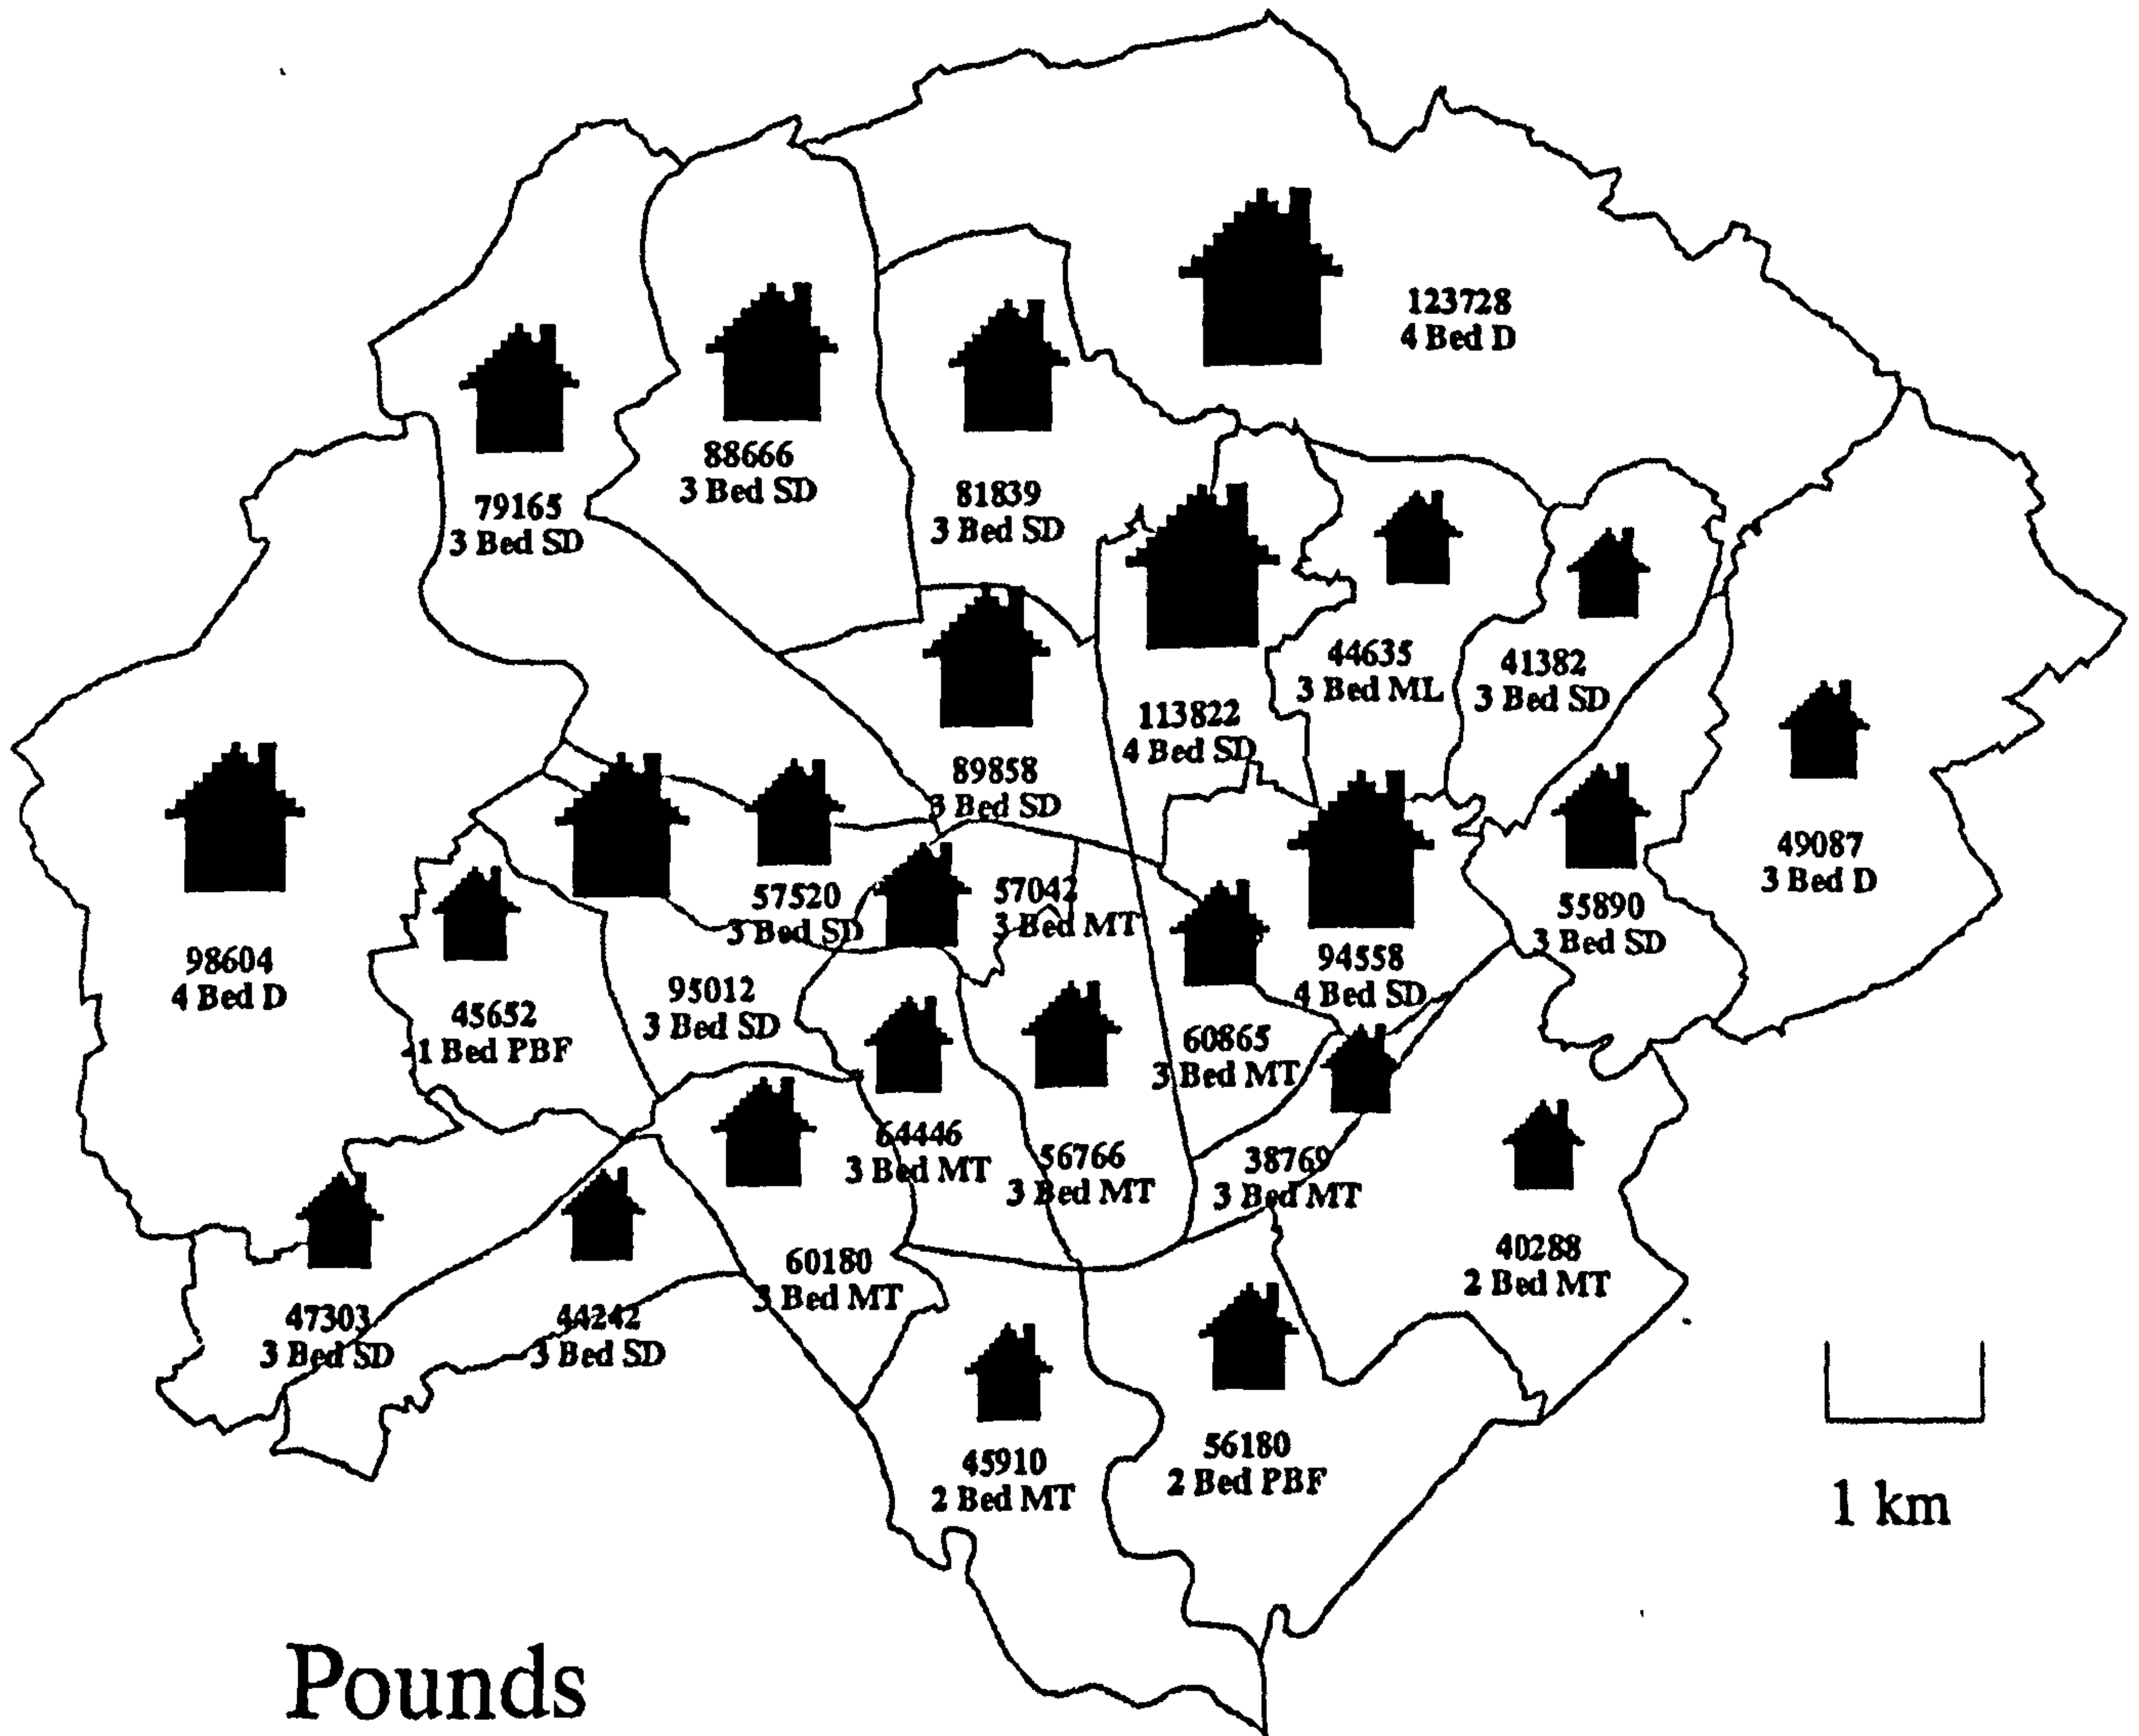 123728
4 Bed D
88666
3 Bed SD
79165
3 Bed SD
81839
3 Bed SD
44635
3 Bed ML
41382
3 Bed SD
113822
4 Bed SD
89858
3 Bed SD
49087
3 Bed D
57520
3 Bed SD
57042
3 Bed MT
55890
3 Bed SD
98604
4 Bed D
94558
4 Bed SD
95012
3 Bed SD
45652
1 Bed PBF
60865
3 Bed MT
64446
3 Bed MT
56766
3 Bed MT
38769
3 Bed MT
40288
2 Bed MT
60180
3 Bed MT
47303
3 Bed SD
44242
3 Bed SD
56180
2 Bed PBF
45910
2 Bed MT
1 km
Pounds